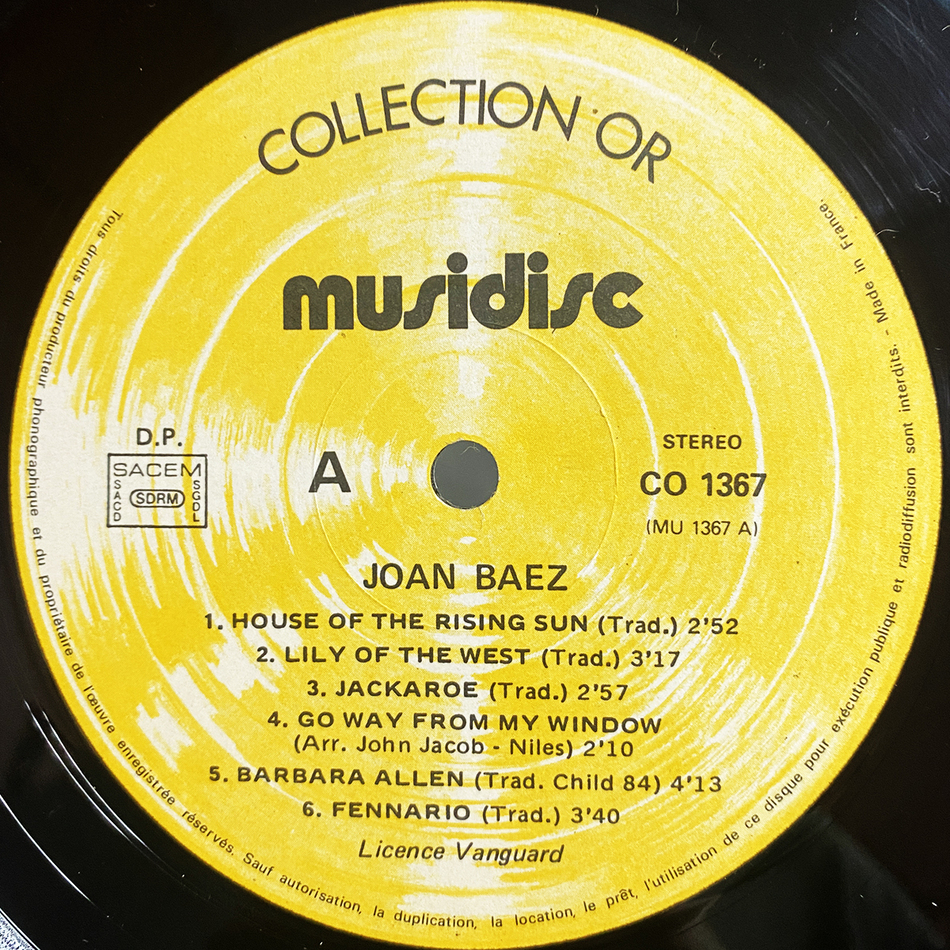 COLLECTION OR
musidisc
D.P.
SACEM
SACD
SDRM
SGDL
A
STEREO
CO 1367
(MU 1367 A)
JOAN BAEZ
1. HOUSE OF THE RISING SUN (Trad.) 2'52
2. LILY OF THE WEST (Trad.) 3'17
3. JACKAROE (Trad.) 2'57
4. GO WAY FROM MY WINDOW
(Arr. John Jacob - Niles) 2'10
5. BARBARA ALLEN (Trad. Child 84) 4'13
6. FENNARIO (Trad.) 3'40
Licence Vanguard
Tous droits du producteur phonographique et du propriétaire de l'œuvre enregistrée réservés. Sauf autorisation, la duplication, la location, le prêt, l'utilisation de ce disque pour exécution publique et radiodiffusion sont interdits. - Made in France.